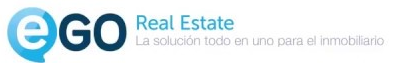 eGO Real Estate
La solución todo en uno para el inmobiliario